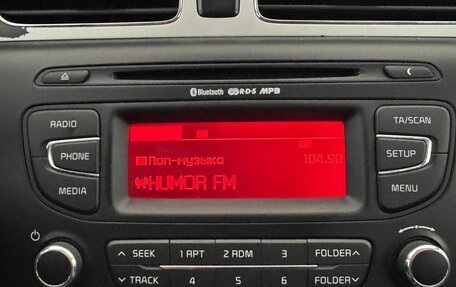 Bluetooth R·D·S MP3
RADIO
TA/SCAN
PHONE
SETUP
Поп-музыка 104.90
MEDIA
HUMOR FM
MENU
SEEK 1 RPT 2 RDM 3 FOLDER
TRACK 4 5 6 FOLDER